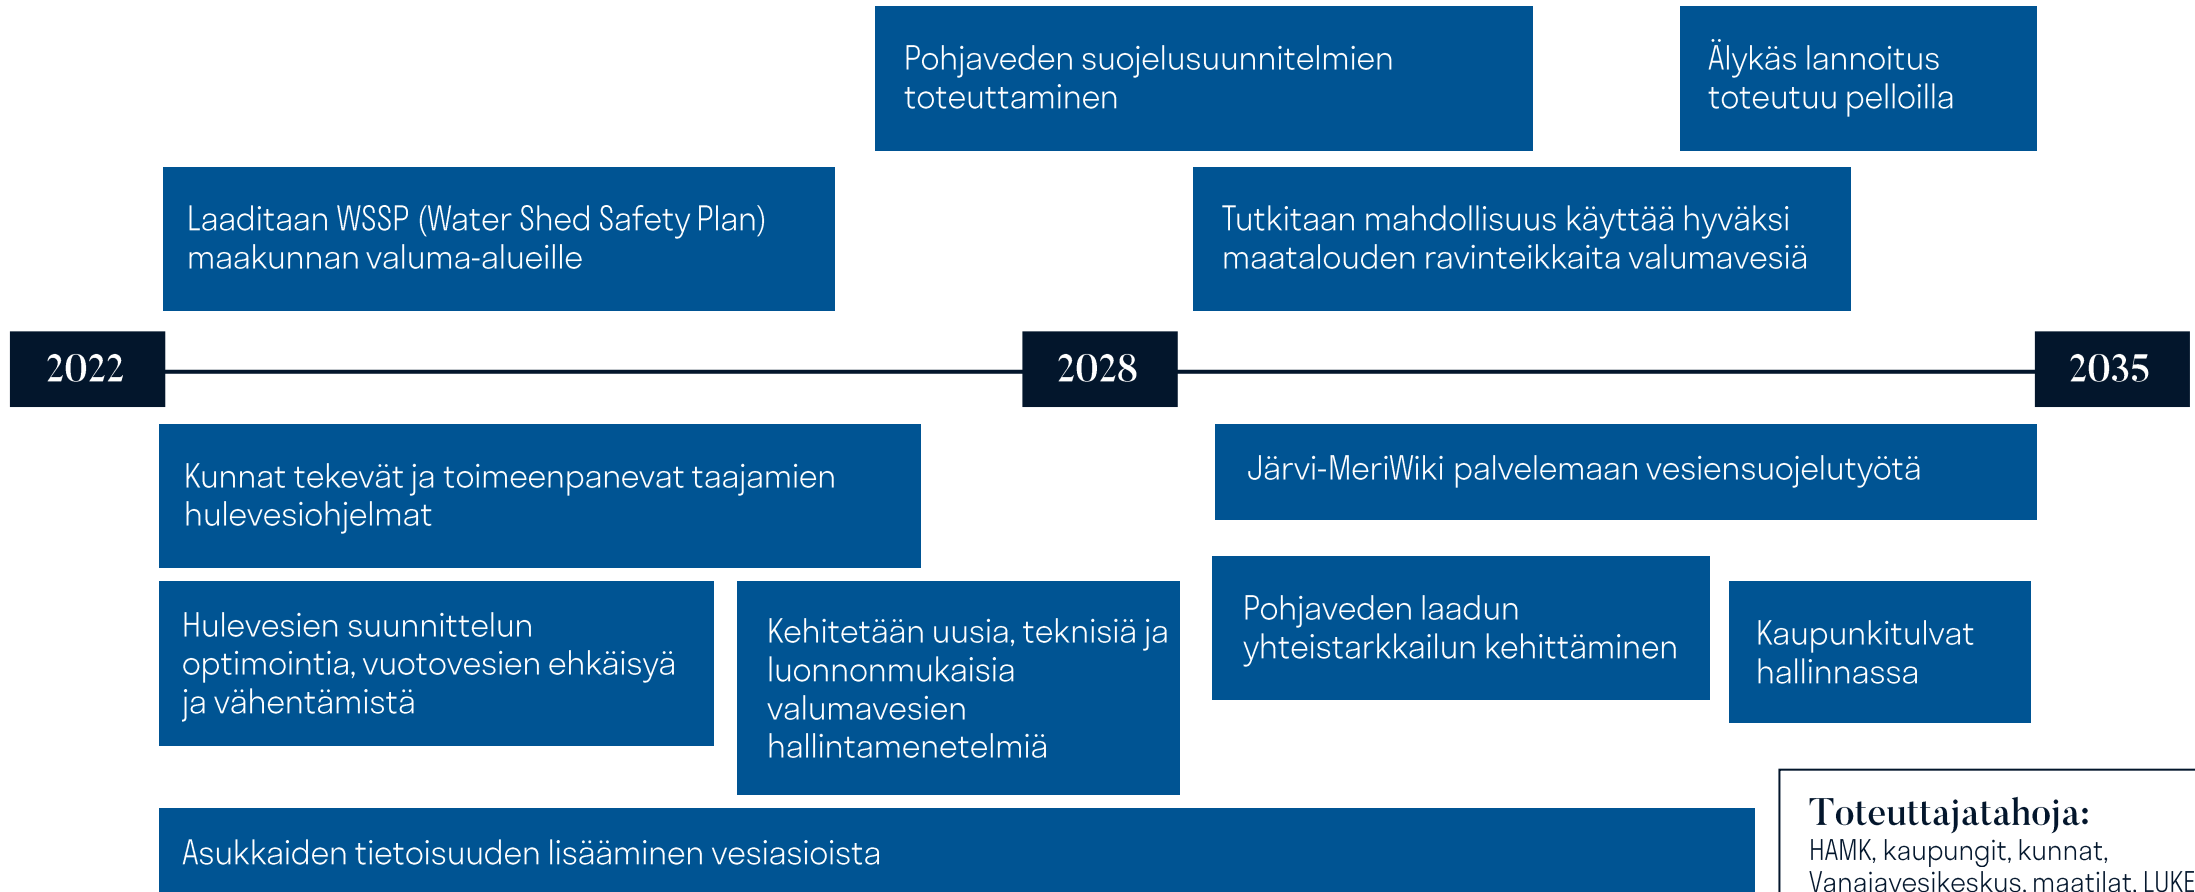 Pohjaveden suojelusuunnitelmien
toteuttaminen
Älykäs lannoitus
toteutuu pelloilla
Laaditaan WSSP (Water Shed Safety Plan)
maakunnan valuma-alueille
Tutkitaan mahdollisuus käyttää hyväksi
maatalouden ravinteikkaita valumavesiä
2022
2028
2035
Kunnat tekevät ja toimeenpanevat taajamien
hulevesiohjelmat
Järvi-MeriWiki palvelemaan vesiensuojelutyötä
Hulevesien suunnittelun
optimointia, vuotovesien ehkäisyä
ja vähentämistä
Kehitetään uusia, teknisiä ja
luonnonmukaisia
valumavesien
hallintamenetelmiä
Pohjaveden laadun
yhteistarkkailun kehittäminen
Kaupunkitulvat
hallinnassa
Asukkaiden tietoisuuden lisääminen vesiasioista
Toteuttajatahoja:
HAMK, kaupungit, kunnat,
Vanajavesikeskus, maatilat, LUKE